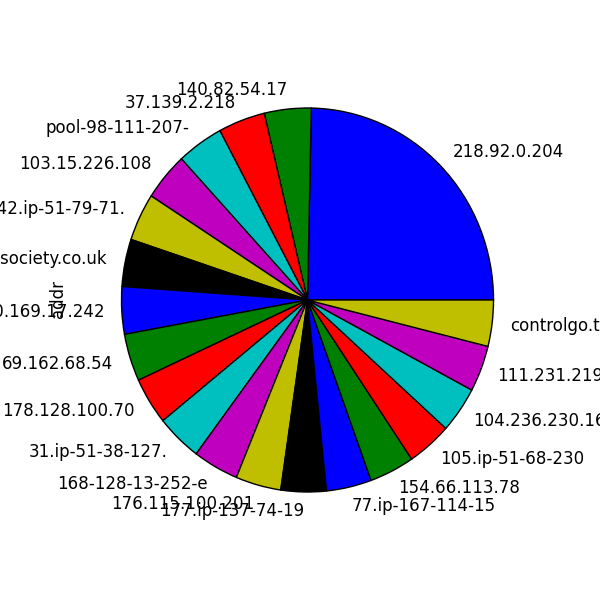 140.82.54.17
37.139.2.218
pool-98-111-207-
218.92.0.204
103.15.226.108
42.ip-51-79-71.
society.co.uk
addr
0.169.17.242
controlgo.t
69.162.68.54
111.231.219
178.128.100.70
104.236.230.16
31.ip-51-38-127.
105.ip-51-68-230
168-128-13-252-e
154.66.113.78
176.115.100.201
77.ip-167-114-15
177.ip-137-74-19